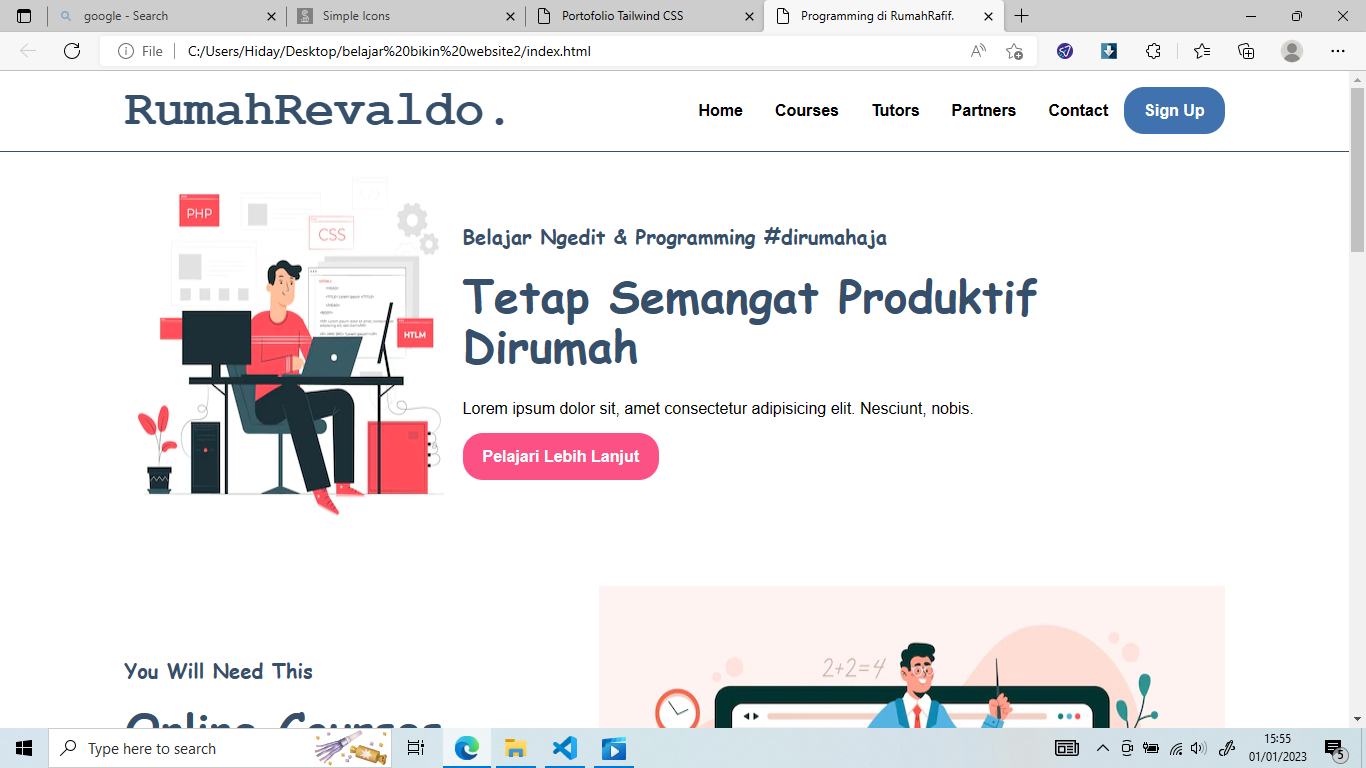 google - Search
Simple Icons
Portofolio Tailwind CSS
Programming di RumahRafif.
File
C:/Users/Hiday/Desktop/belajar%20bikin%20website2/index.html
RumahRevaldo.
Home
Courses
Tutors
Partners
Contact
Sign Up
PHP
CSS
HTLM
Belajar Ngedit & Programming #dirumahaja
Tetap Semangat Produktif
Dirumah
Lorem ipsum dolor sit, amet consectetur adipisicing elit. Nesciunt, nobis.
Pelajari Lebih Lanjut
You Will Need This
Online Courses
2+2=4
Type here to search
15:55
01/01/2023
5